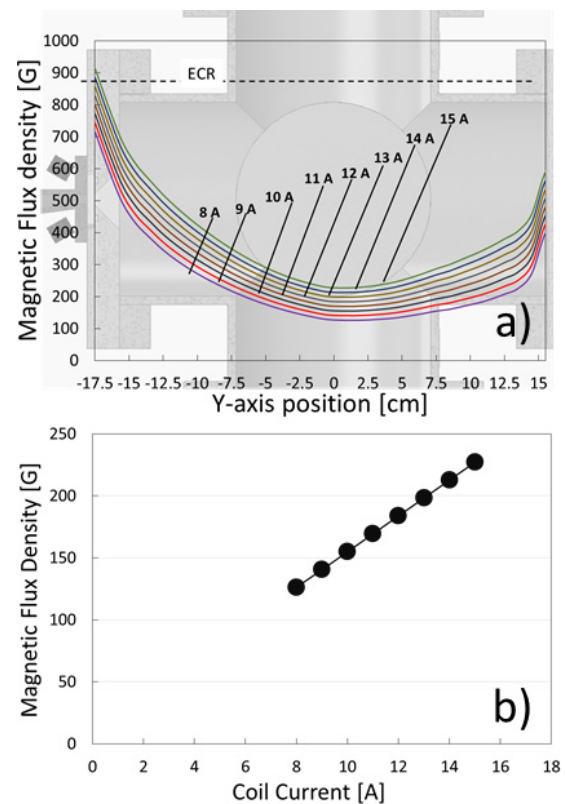 a)
Magnetic Flux density [G]
1000
900
800
700
600
500
400
300
200
100
0
ECR
8 A
9 A
10 A
11 A
12 A
13 A
14 A
15 A
-17.5 -15 -12.5 -10 -7.5 -5 -2.5 0 2.5 5 7.5 10 12.5 15
Y-axis position [cm]
b)
Magnetic Flux Density [G]
250
200
150
100
50
0
0 2 4 6 8 10 12 14 16 18
Coil Current [A]